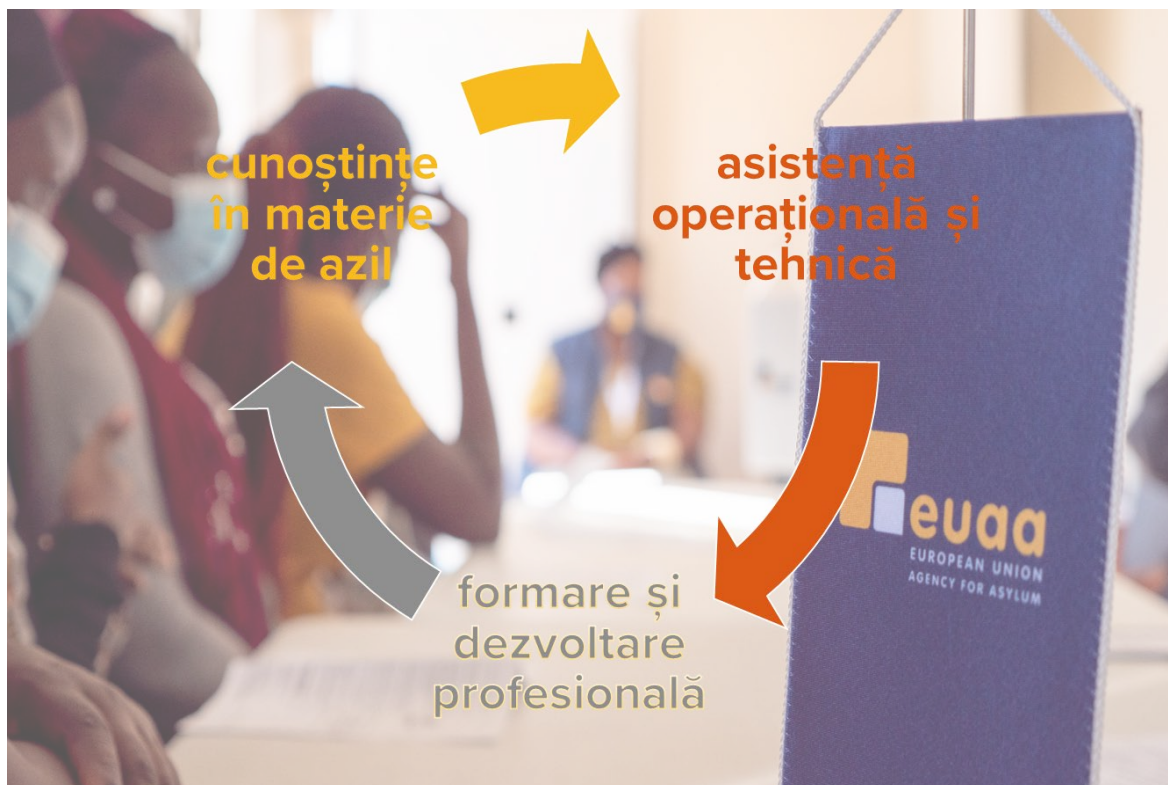 cunoștințe
în materie
de azil
asistență
operațională și
tehnică
formare și
dezvoltare
profesională
euaa
EUROPEAN UNION
AGENCY FOR ASYLUM